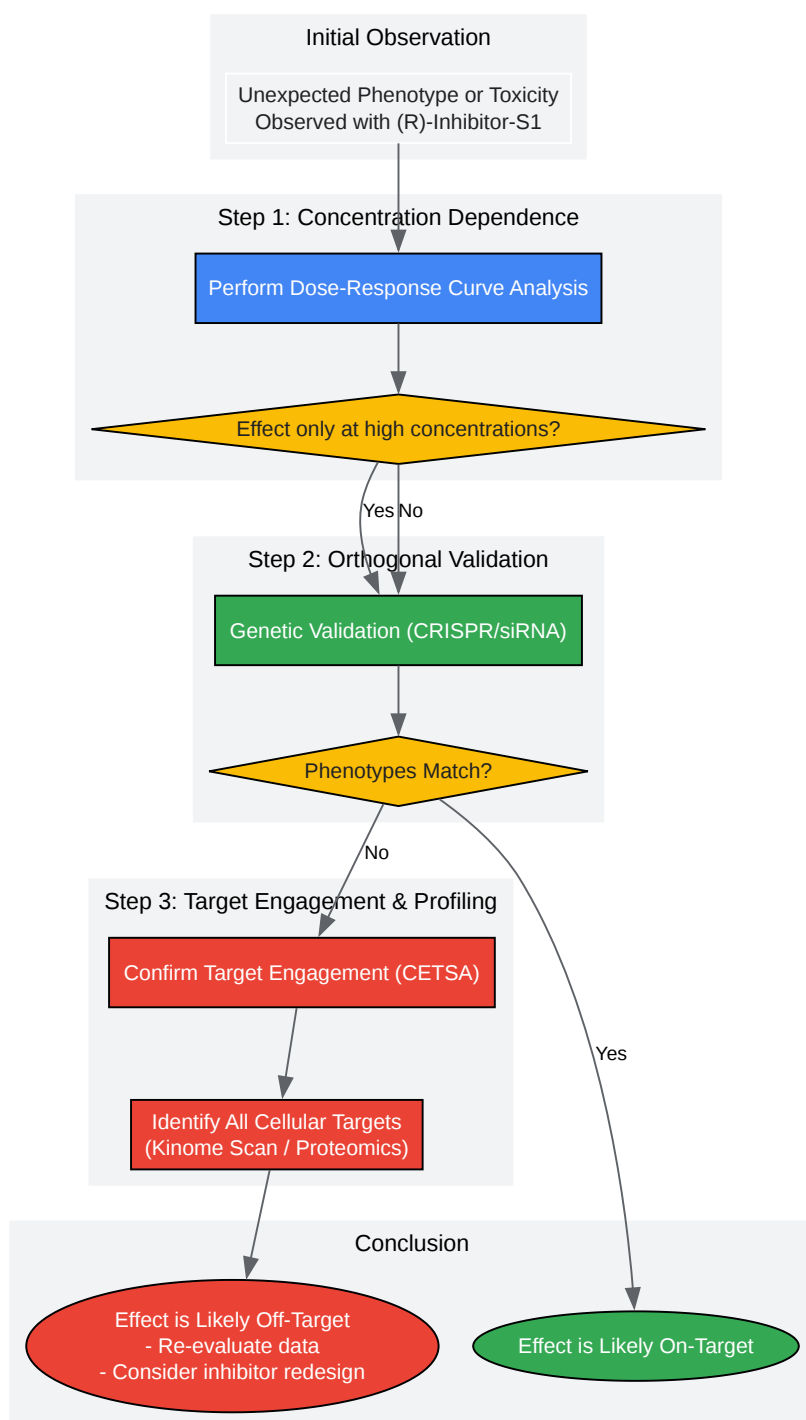 Initial Observation
Unexpected Phenotype or Toxicity
Observed with (R)-Inhibitor-S1
Step 1: Concentration Dependence
Perform Dose-Response Curve Analysis
Effect only at high concentrations?
Yes
No
Step 2: Orthogonal Validation
Genetic Validation (CRISPR/siRNA)
Phenotypes Match?
No
Step 3: Target Engagement & Profiling
Confirm Target Engagement (CETSA)
Yes
Identify All Cellular Targets
(Kinome Scan / Proteomics)
Conclusion
Effect is Likely Off-Target
- Re-evaluate data
- Consider inhibitor redesign
Effect is Likely On-Target